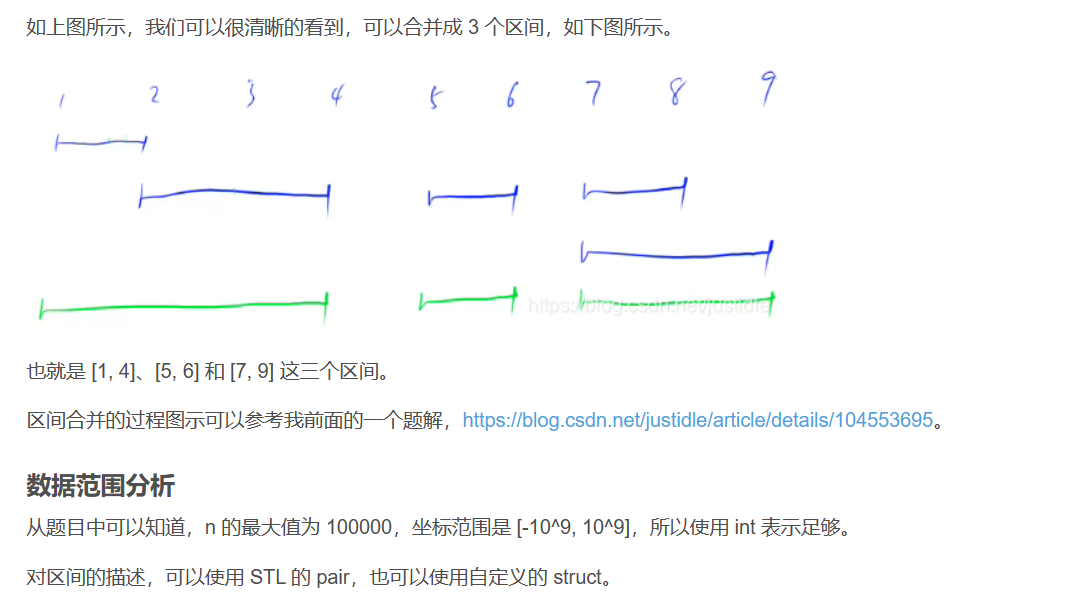 如上图所示，我们可以很清晰的看到，可以合并成 3 个区间，如下图所示。
1 2 3 4 5 6 7 8 9
https://blog.csdn.net/justidle
也就是 [1, 4]、[5, 6] 和 [7, 9] 这三个区间。
区间合并的过程图示可以参考我前面的一个题解，https://blog.csdn.net/justidle/article/details/104553695。
数据范围分析
从题目中可以知道，n 的最大值为 100000，坐标范围是 [-10^9, 10^9]，所以使用 int 表示足够。
对区间的描述，可以使用 STL 的 pair，也可以使用自定义的 struct。